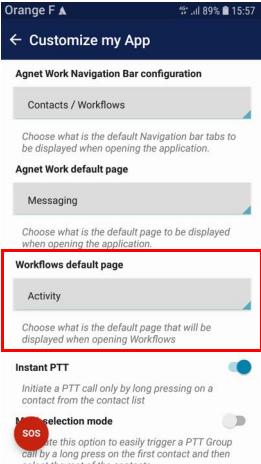 Orange F 4G+ 89% 15:57
← Customize my App
Agnet Work Navigation Bar configuration
Contacts / Workflows
Choose what is the default Navigation bar tabs to
be displayed when opening the application.
Agnet Work default page
Messaging
Choose what is the default page to be displayed
when opening the application.
Workflows default page
Activity
Choose what is the default page that will be
displayed when opening Workflows
Instant PTT
Initiate a PTT call only by long pressing on a
contact from the contact list
selection mode
SOS
this option to easily trigger a PTT Group
call by a long press on the first contact and then